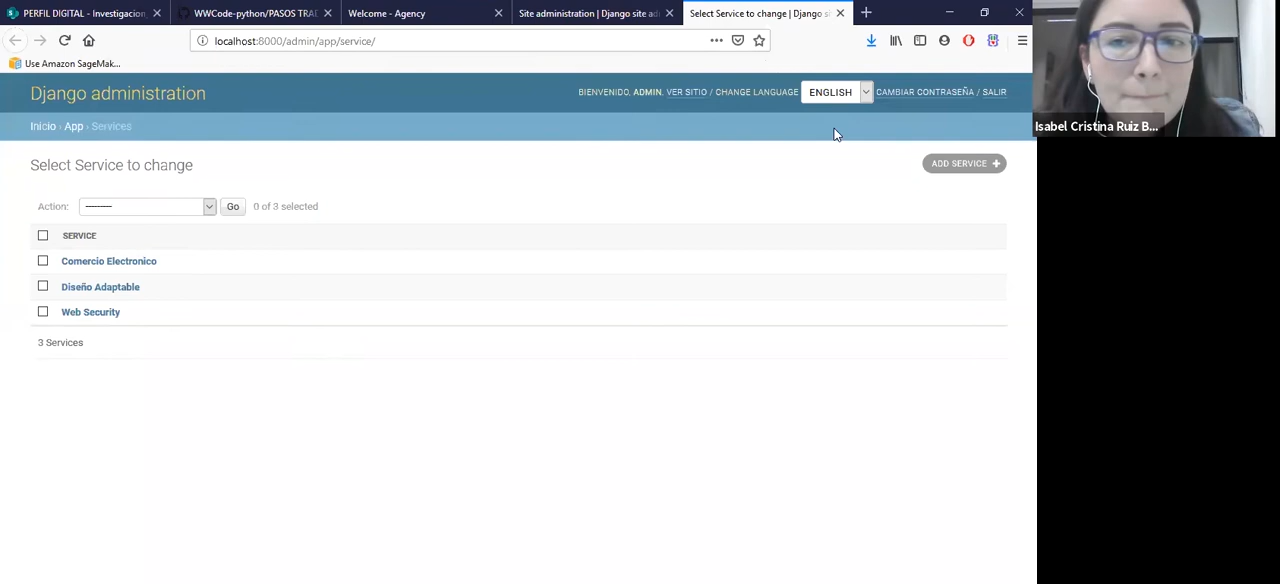 PERFIL DIGITAL - Investigacion
WWCode-python/PASOS TRAE
Welcome - Agency
Site administration | Django site ad
Select Service to change | Django si
localhost:8000/admin/app/service/
Use Amazon SageMak...
Django administration
BIENVENIDO, ADMIN. VER SITIO / CHANGE LANGUAGE ENGLISH CAMBIAR CONTRASEÑA / SALIR
Inicio › App › Services
Select Service to change
ADD SERVICE +
Action: --------- Go 0 of 3 selected
SERVICE
Comercio Electronico
Diseño Adaptable
Web Security
3 Services
Isabel Cristina Ruiz B...